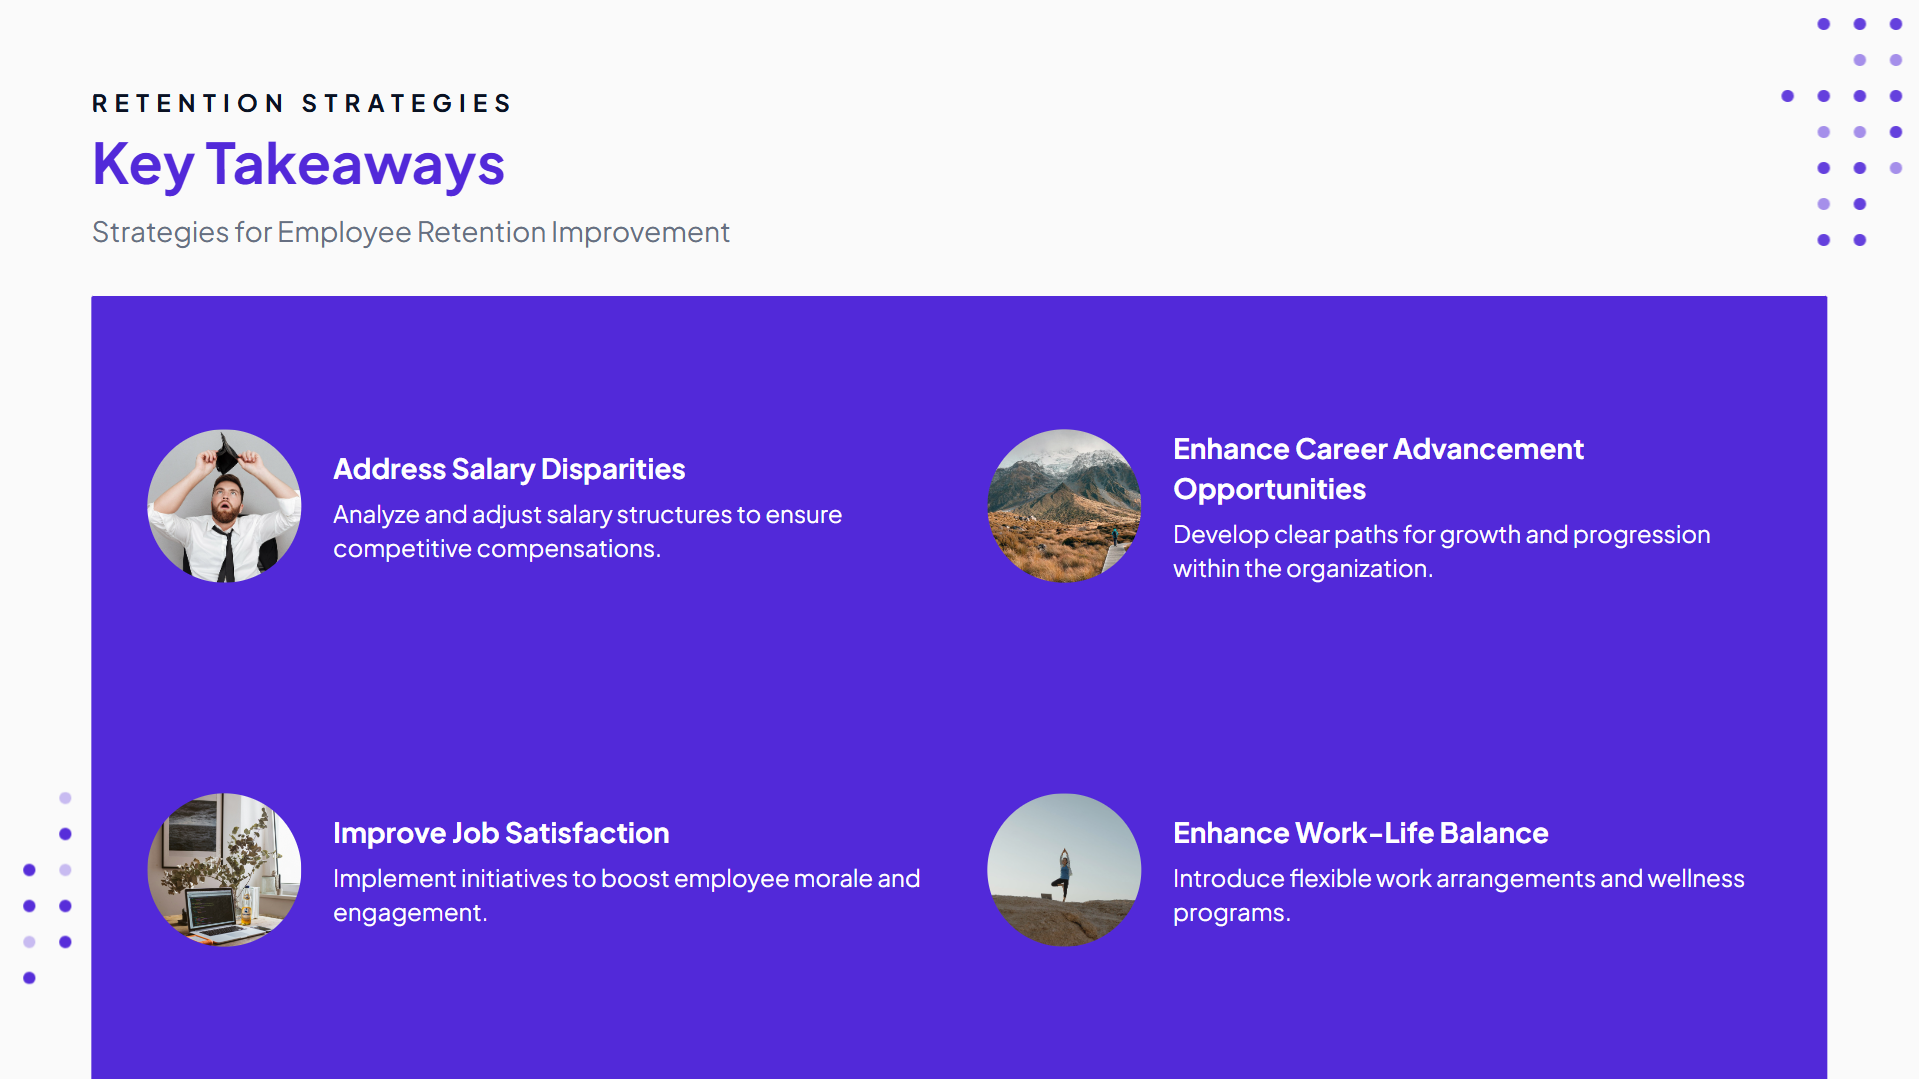 RETENTION STRATEGIES
Key Takeaways
Strategies for Employee Retention Improvement
Address Salary Disparities
Analyze and adjust salary structures to ensure
competitive compensations.
Enhance Career Advancement
Opportunities
Develop clear paths for growth and progression
within the organization.
Improve Job Satisfaction
Implement initiatives to boost employee morale and
engagement.
Enhance Work-Life Balance
Introduce flexible work arrangements and wellness
programs.